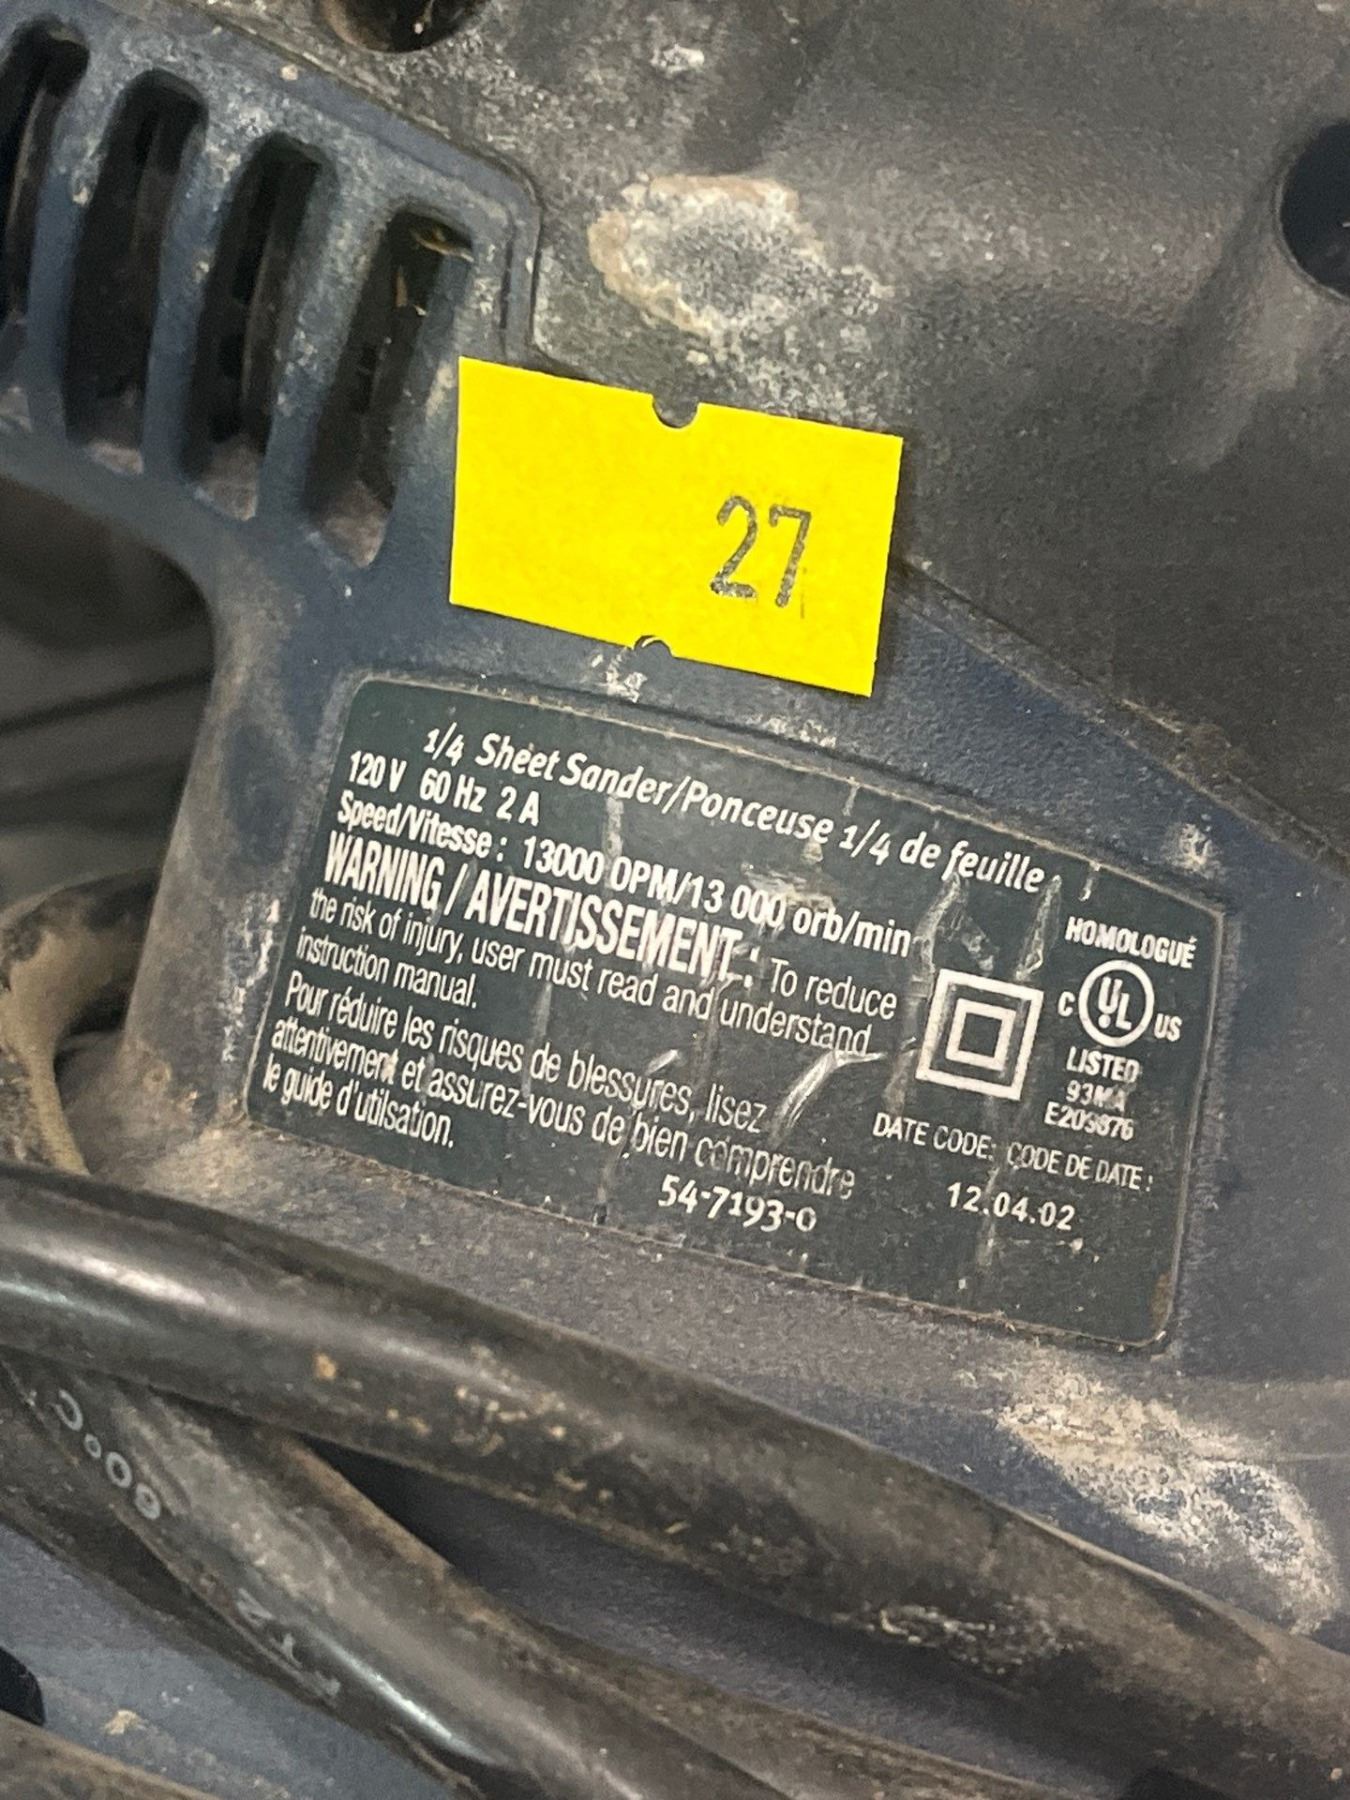 27
1/4 Sheet Sander/Ponceuse 1/4 de feuille
120 V 60 Hz 2 A
Speed/Vitesse : 13000 OPM/13 000 orb/min
WARNING / AVERTISSEMENT : To reduce
the risk of injury, user must read and understand
instruction manual.
Pour réduire les risques de blessures, lisez
attentivement et assurez-vous de bien comprendre
le guide d'utilsation.
54-7193-0
HOMOLOGUÉ
C UL US
LISTED
93MA
DATE CODE: CODE DE DATE :
12.04.02
60°C